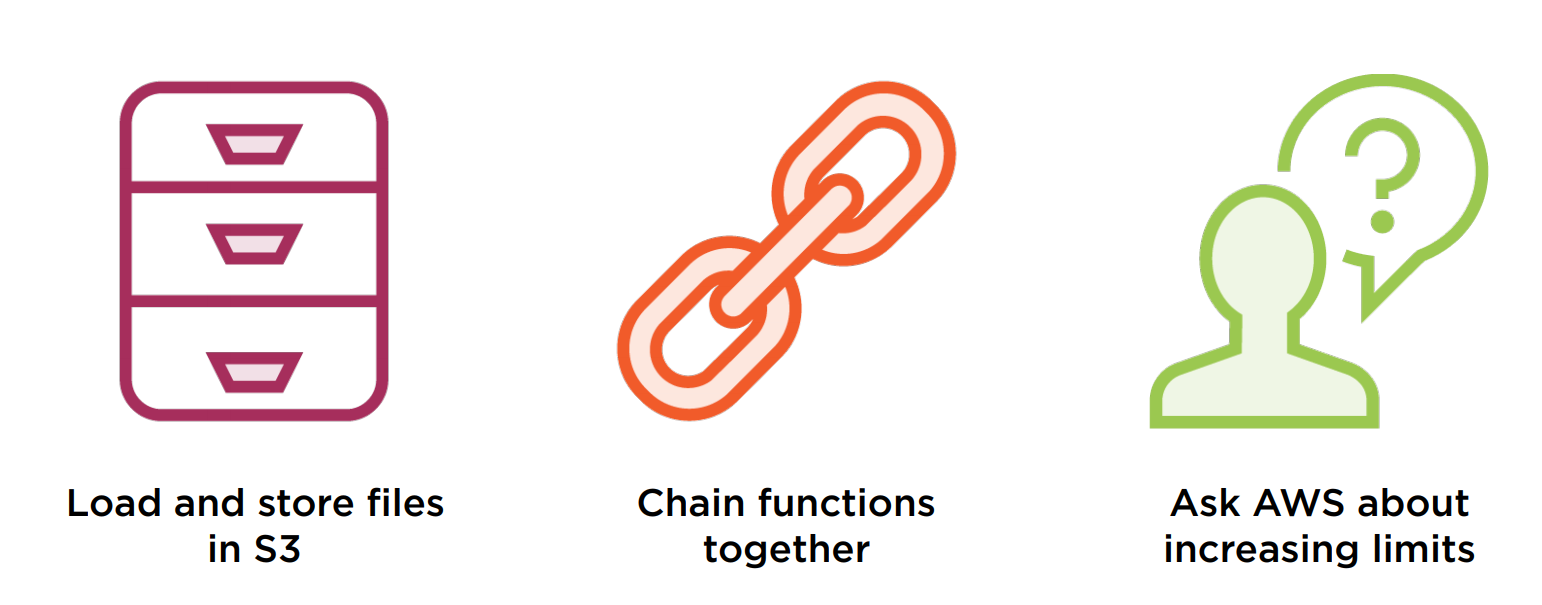 Load and store files
in S3
Chain functions
together
Ask AWS about
increasing limits